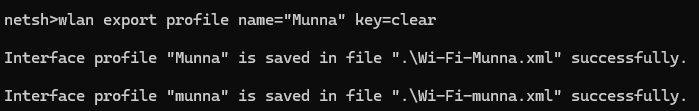 netsh>wlan export profile name="Munna" key=clear
Interface profile "Munna" is saved in file ".\Wi-Fi-Munna.xml" successfully.
Interface profile "munna" is saved in file ".\Wi-Fi-munna.xml" successfully.